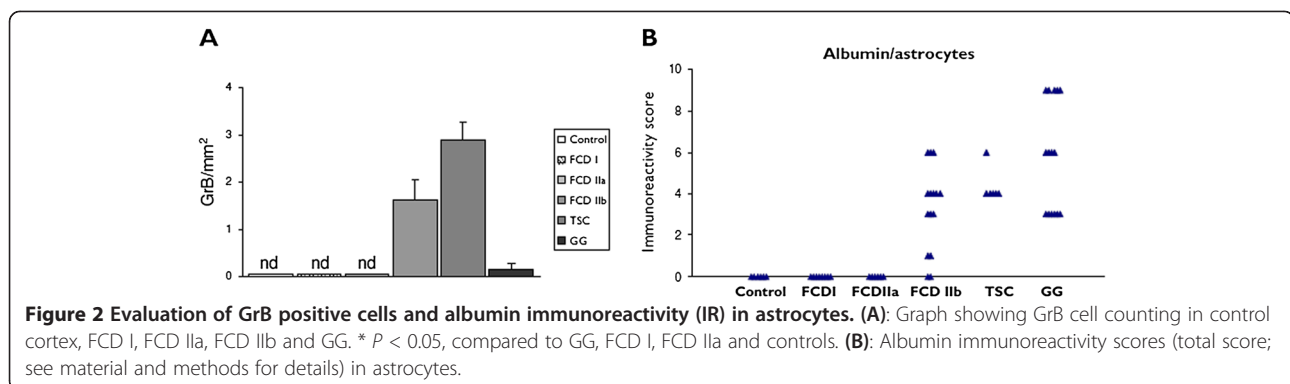 A
4
3
2
1
0
GrB/mm²
nd nd nd
Control
FCD I
FCD IIa
FCD IIb
TSC
GG
B
Albumin/astrocytes
10
8
6
4
2
0
Immunoreactivity score
Control FCDI FCDIIa FCD IIb TSC GG
Figure 2 Evaluation of GrB positive cells and albumin immunoreactivity (IR) in astrocytes. (A): Graph showing GrB cell counting in control
cortex, FCD I, FCD IIa, FCD IIb and GG. * P < 0.05, compared to GG, FCD I, FCD IIa and controls. (B): Albumin immunoreactivity scores (total score;
see material and methods for details) in astrocytes.